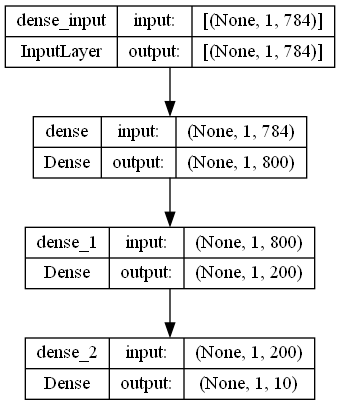 dense_input input: [(None, 1, 784)]
InputLayer output: [(None, 1, 784)]
dense input: (None, 1, 784)
Dense output: (None, 1, 800)
dense_1 input: (None, 1, 800)
Dense output: (None, 1, 200)
dense_2 input: (None, 1, 200)
Dense output: (None, 1, 10)